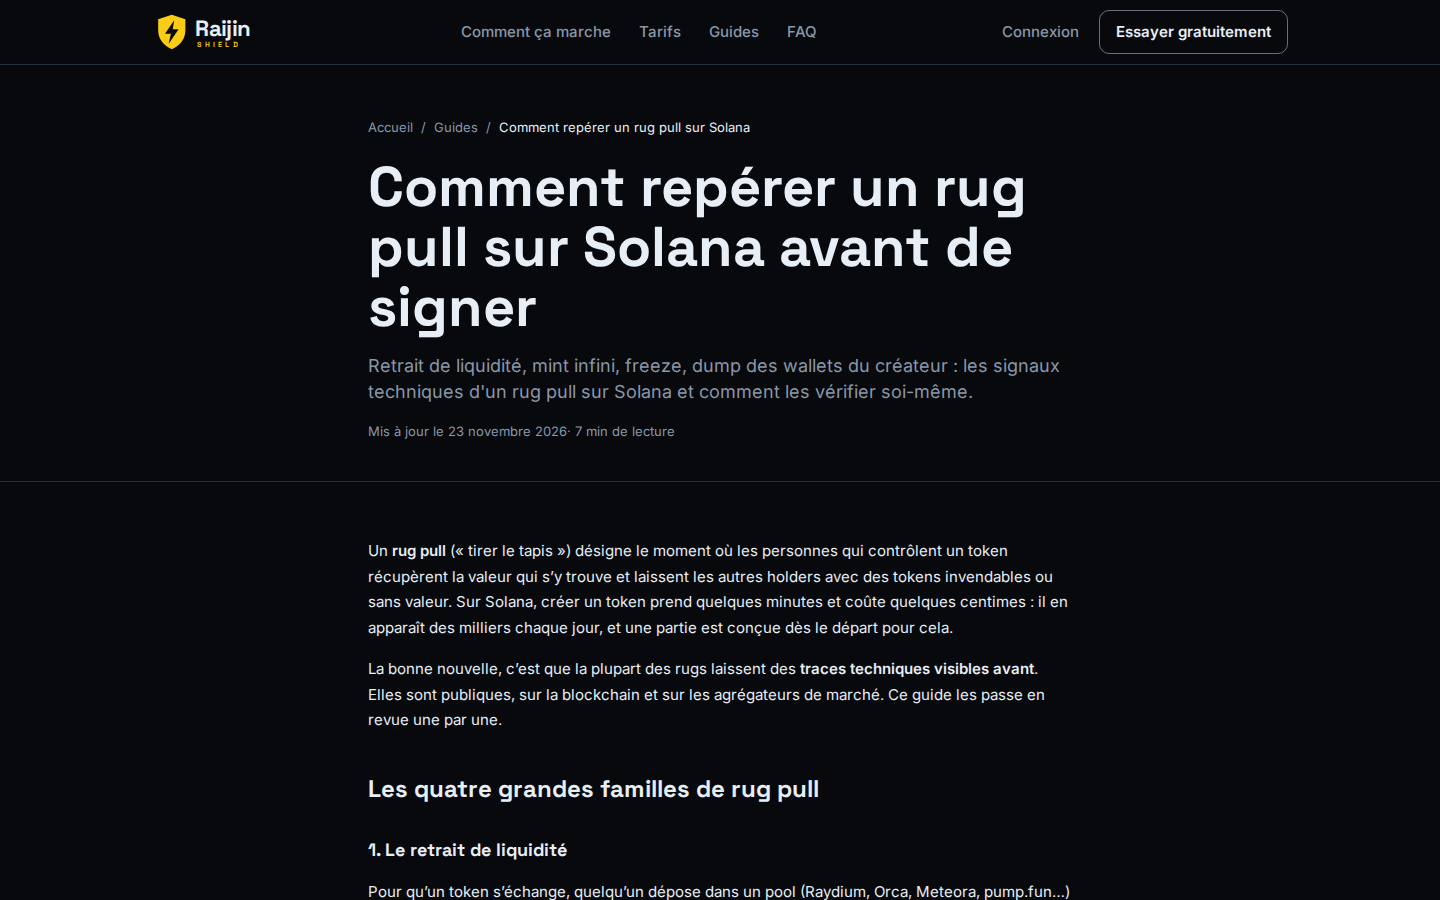 Raijin
SHIELD
Comment ça marche
Tarifs
Guides
FAQ
Connexion
Essayer gratuitement
Accueil / Guides / Comment repérer un rug pull sur Solana
Comment repérer un rug
pull sur Solana avant de
signer
Retrait de liquidité, mint infini, freeze, dump des wallets du créateur : les signaux
techniques d'un rug pull sur Solana et comment les vérifier soi-même.
Mis à jour le 23 novembre 2026· 7 min de lecture
Un rug pull (« tirer le tapis ») désigne le moment où les personnes qui contrôlent un token
récupèrent la valeur qui s’y trouve et laissent les autres holders avec des tokens invendables ou
sans valeur. Sur Solana, créer un token prend quelques minutes et coûte quelques centimes : il en
apparaît des milliers chaque jour, et une partie est conçue dès le départ pour cela.
La bonne nouvelle, c’est que la plupart des rugs laissent des traces techniques visibles avant.
Elles sont publiques, sur la blockchain et sur les agrégateurs de marché. Ce guide les passe en
revue une par une.
Les quatre grandes familles de rug pull
1. Le retrait de liquidité
Pour qu’un token s’échange, quelqu’un dépose dans un pool (Raydium, Orca, Meteora, pump.fun…)